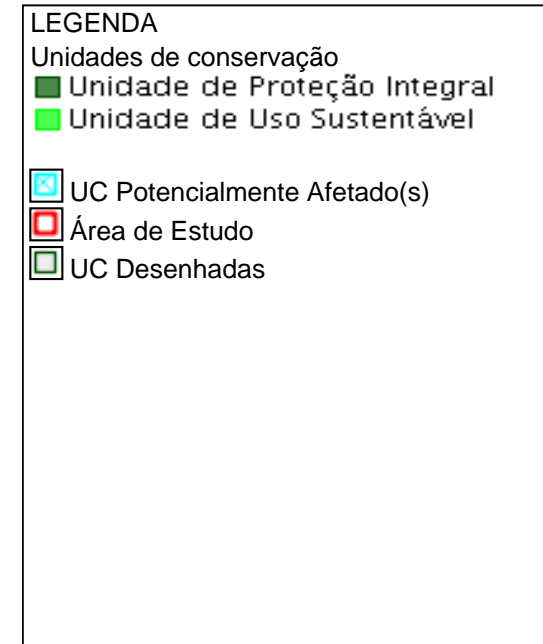 LEGENDA
Unidades de conservação
Unidade de Proteção Integral
Unidade de Uso Sustentável
UC Potencialmente Afetado(s)
Área de Estudo
UC Desenhadas